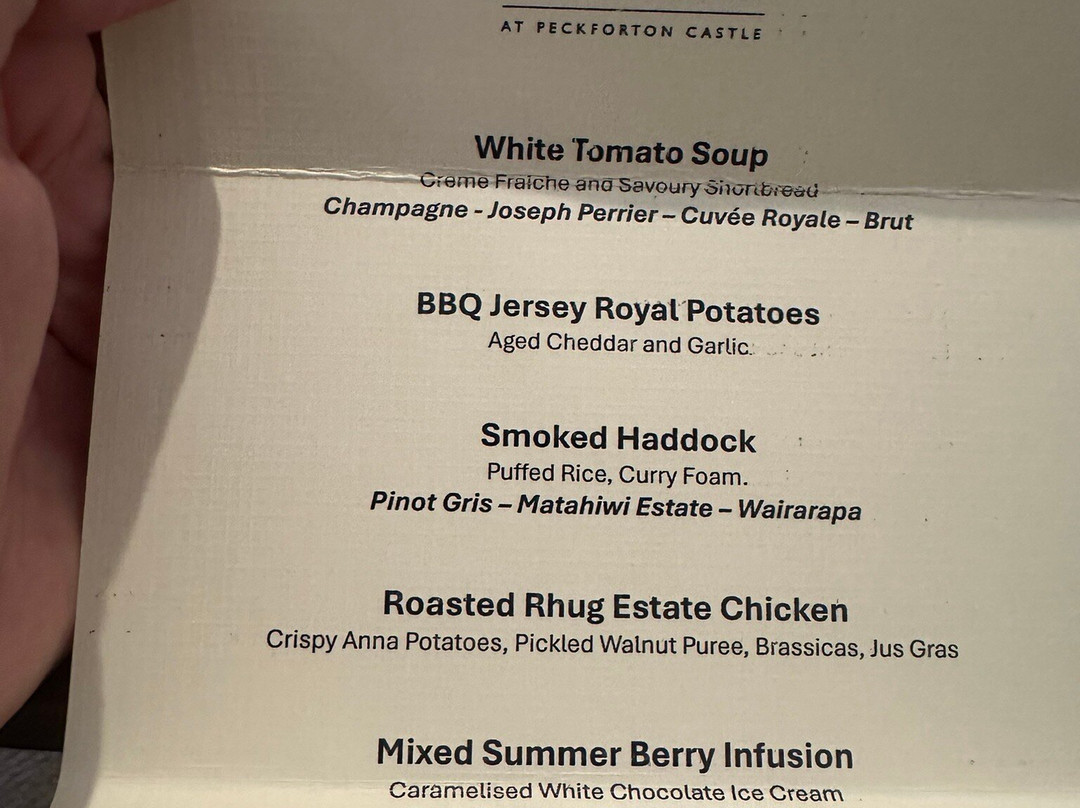 AT PECKFORTON CASTLE
White Tomato Soup
Creme Fraiche and Savoury Shortbread
Champagne - Joseph Perrier – Cuvée Royale – Brut
BBQ Jersey Royal Potatoes
Aged Cheddar and Garlic.
Smoked Haddock
Puffed Rice, Curry Foam.
Pinot Gris – Matahiwi Estate – Wairarapa
Roasted Rhug Estate Chicken
Crispy Anna Potatoes, Pickled Walnut Puree, Brassicas, Jus Gras
Mixed Summer Berry Infusion
Caramelised White Chocolate Ice Cream